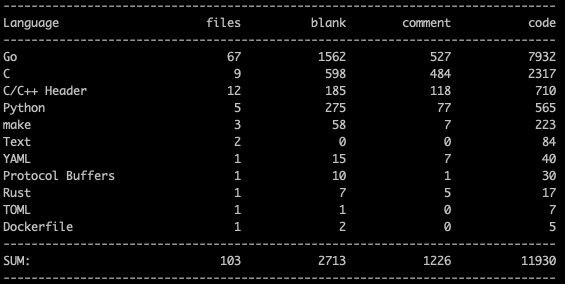 -------------------------------------------------------------------------------
Language                     files          blank        comment           code
-------------------------------------------------------------------------------
Go                              67           1562            527           7932
C                                9            598            484           2317
C/C++ Header                    12            185            118            710
Python                           5            275             77            565
make                             3             58              7            223
Text                             2              0              0             84
YAML                             1             15              7             40
Protocol Buffers                 1             10              1             30
Rust                             1              7              5             17
TOML                             1              1              0              7
Dockerfile                       1              2              0              5
-------------------------------------------------------------------------------
SUM:                           103           2713           1226          11930
-------------------------------------------------------------------------------